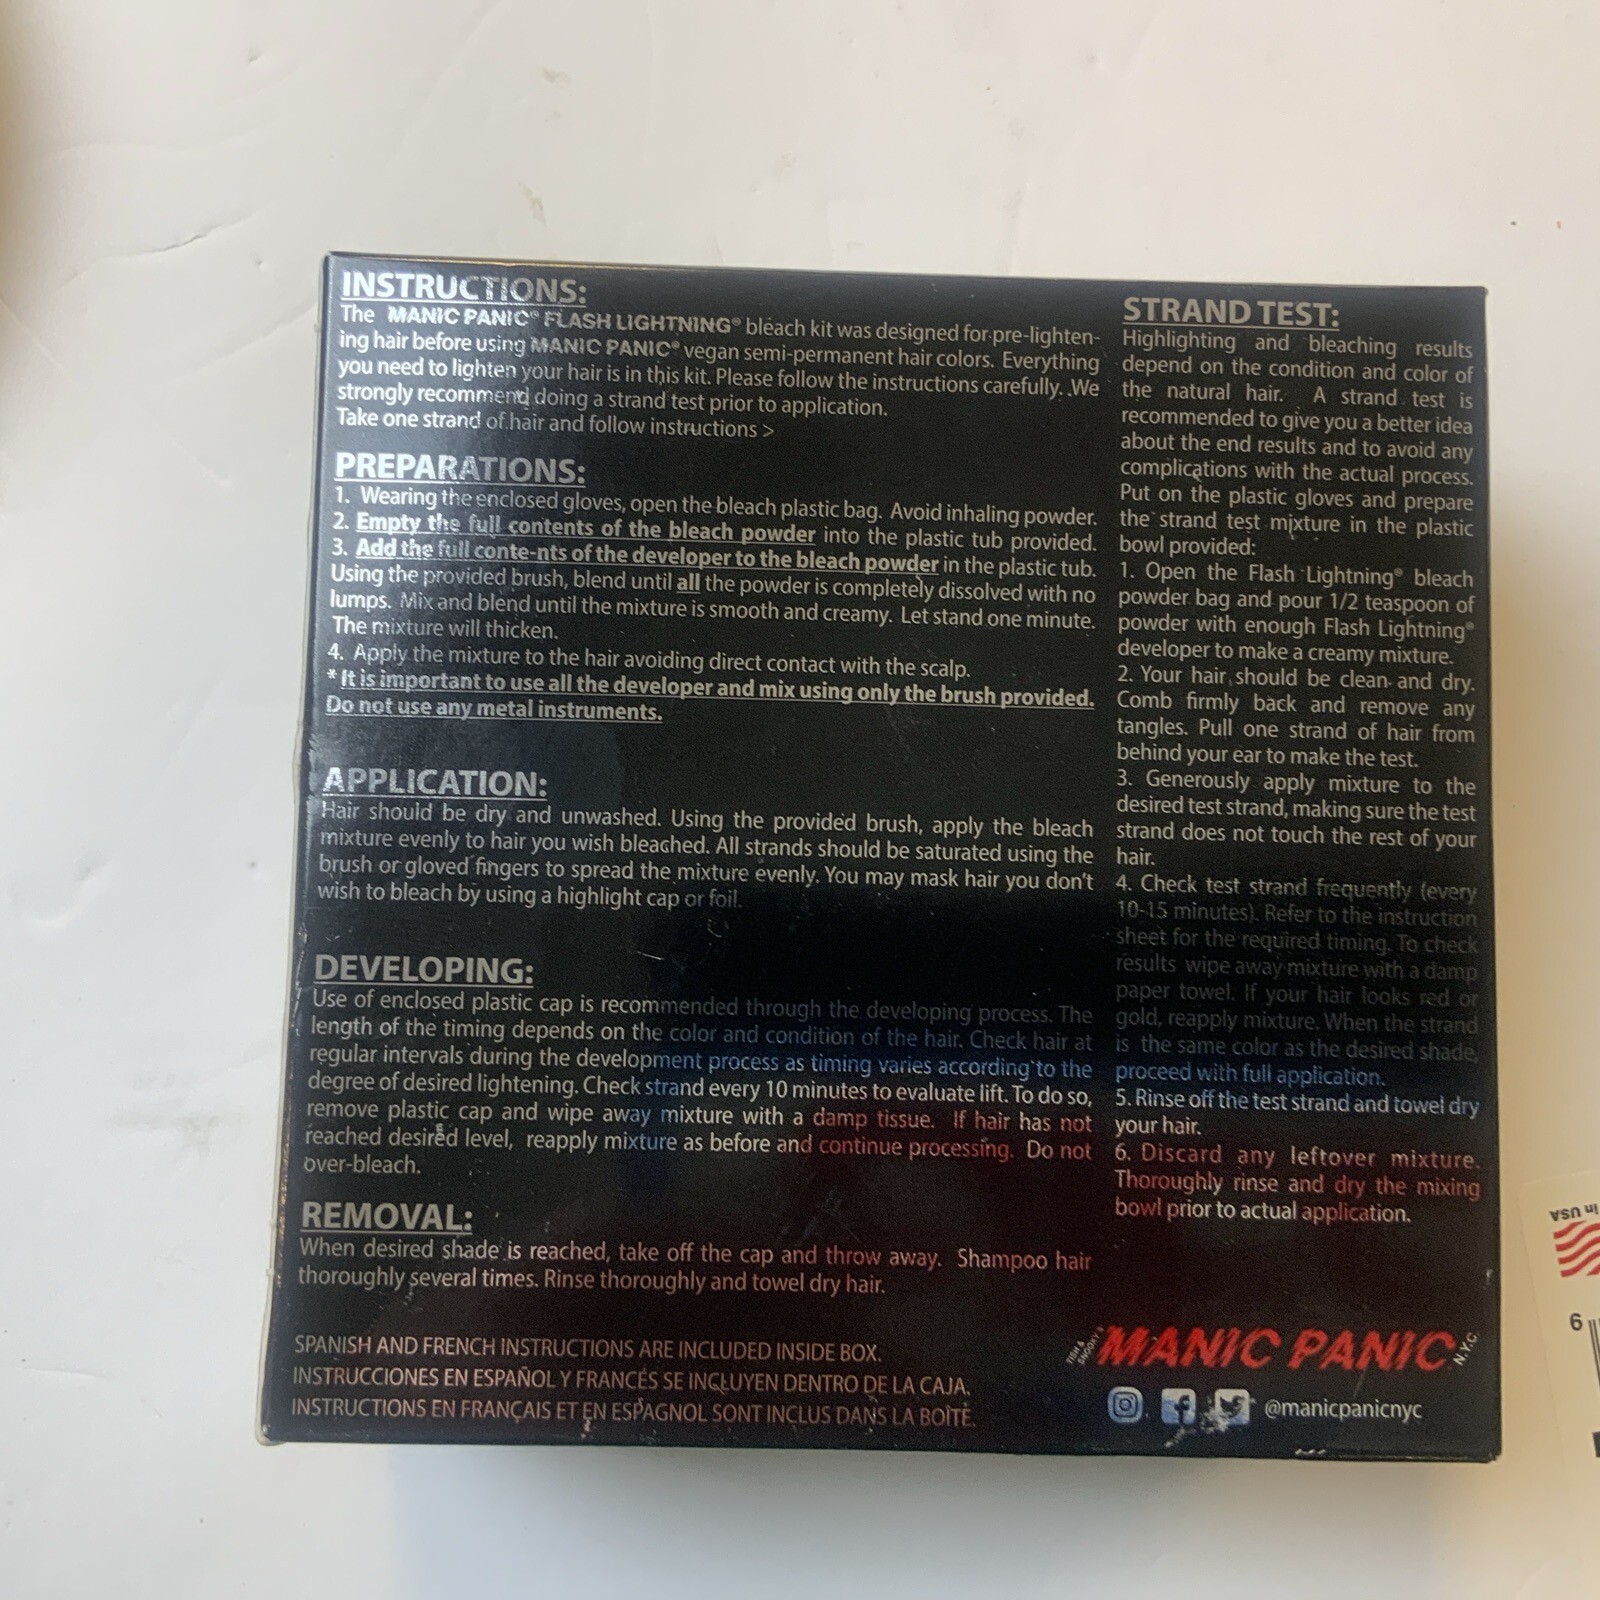 INSTRUCTIONS:
The MANIC PANIC® FLASH LIGHTNING® bleach kit was designed for pre-lighten-
ing hair before using MANIC PANIC® vegan semi-permanent hair colors. Everything
you need to lighten your hair is in this kit. Please follow the instructions carefully. We
strongly recommend doing a strand test prior to application.
Take one strand of hair and follow instructions >
PREPARATIONS:
1. Wearing the enclosed gloves, open the bleach plastic bag. Avoid inhaling powder.
2. Empty the full contents of the bleach powder into the plastic tub provided.
3. Add the full conte-nts of the developer to the bleach powder in the plastic tub.
Using the provided brush, blend until all the powder is completely dissolved with no
lumps. Mix and blend until the mixture is smooth and creamy. Let stand one minute.
The mixture will thicken.
4. Apply the mixture to the hair avoiding direct contact with the scalp.
* It is important to use all the developer and mix using only the brush provided.
Do not use any metal instruments.
APPLICATION:
Hair should be dry and unwashed. Using the provided brush, apply the bleach
mixture evenly to hair you wish bleached. All strands should be saturated using the
brush or gloved fingers to spread the mixture evenly. You may mask hair you don't
wish to bleach by using a highlight cap or foil.
DEVELOPING:
Use of enclosed plastic cap is recommended through the developing process. The
length of the timing depends on the color and condition of the hair. Check hair at
regular intervals during the development process as timing varies according to the
degree of desired lightening. Check strand every 10 minutes to evaluate lift. To do so,
remove plastic cap and wipe away mixture with a damp tissue. If hair has not
reached desired level, reapply mixture as before and continue processing. Do not
over-bleach.
REMOVAL:
When desired shade is reached, take off the cap and throw away. Shampoo hair
thoroughly several times. Rinse thoroughly and towel dry hair.
SPANISH AND FRENCH INSTRUCTIONS ARE INCLUDED INSIDE BOX.
INSTRUCCIONES EN ESPAÑOL Y FRANCÉS SE INCLUYEN DENTRO DE LA CAJA.
INSTRUCTIONS EN FRANÇAIS ET EN ESPAGNOL SONT INCLUS DANS LA BOÎTE.
STRAND TEST:
Highlighting and bleaching results
depend on the condition and color of
the natural hair. A strand test is
recommended to give you a better idea
about the end results and to avoid any
complications with the actual process.
Put on the plastic gloves and prepare
the strand test mixture in the plastic
bowl provided:
1. Open the Flash Lightning® bleach
powder bag and pour 1/2 teaspoon of
powder with enough Flash Lightning®
developer to make a creamy mixture.
2. Your hair should be clean and dry.
Comb firmly back and remove any
tangles. Pull one strand of hair from
behind your ear to make the test.
3. Generously apply mixture to the
desired test strand, making sure the test
strand does not touch the rest of your
hair.
4. Check test strand frequently (every
10-15 minutes). Refer to the instruction
sheet for the required timing. To check
results wipe away mixture with a damp
paper towel. If your hair looks red or
gold, reapply mixture. When the strand
is the same color as the desired shade,
proceed with full application.
5. Rinse off the test strand and towel dry
your hair.
6. Discard any leftover mixture.
Thoroughly rinse and dry the mixing
bowl prior to actual application.
TISH & SNOOKY'S MANIC PANIC N.Y.C.
@manicpanicnyc
in USA
6